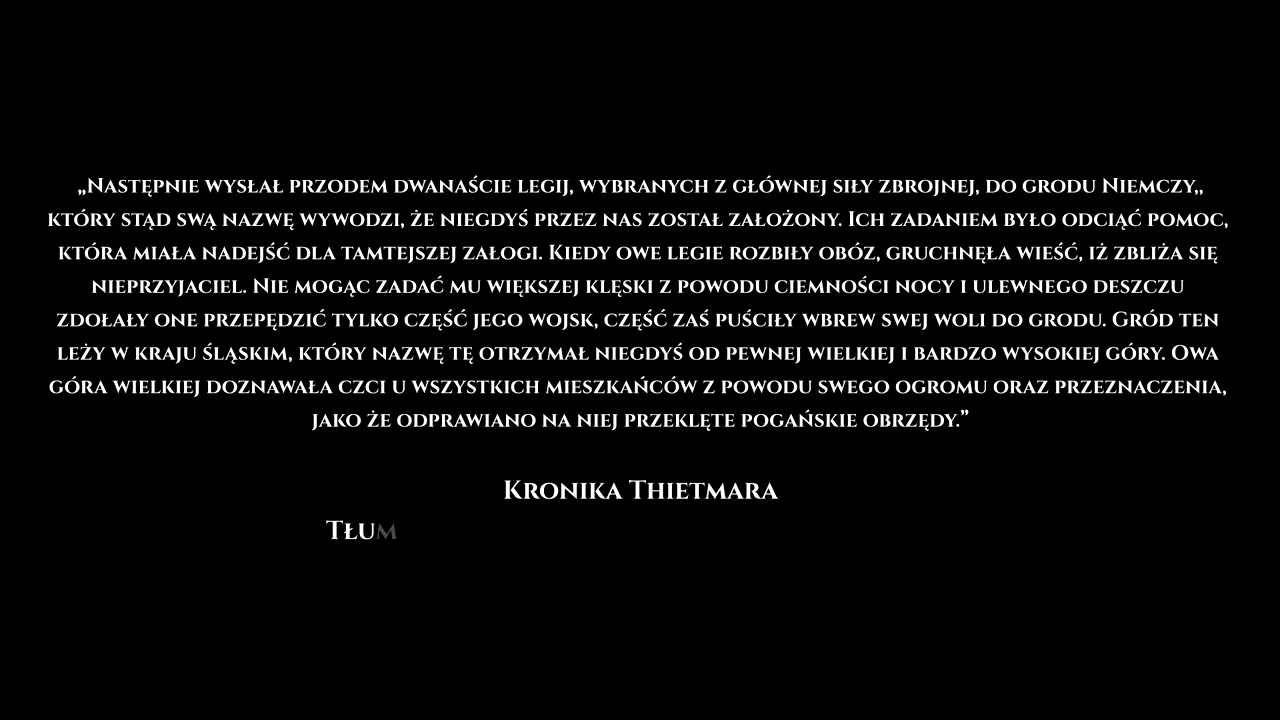 „Następnie wysłał przodem dwanaście legij, wybranych z głównej siły zbrojnej, do grodu Niemczy,,
który stąd swą nazwę wywodzi, że niegdyś przez nas został założony. Ich zadaniem było odciąć pomoc,
która miała nadejść dla tamtejszej załogi. Kiedy owe legie rozbiły obóz, gruchnęła wieść, iż zbliża się
nieprzyjaciel. Nie mogąc zadać mu większej klęski z powodu ciemności nocy i ulewnego deszczu
zdołały one przepędzić tylko część jego wojsk, część zaś puściły wbrew swej woli do grodu. Gród ten
leży w kraju śląskim, który nazwę tę otrzymał niegdyś od pewnej wielkiej i bardzo wysokiej góry. Owa
góra wielkiej doznawała czci u wszystkich mieszkańców z powodu swego ogromu oraz przeznaczenia,
jako że odprawiano na niej przeklęte pogańskie obrzędy.”
Kronika Thietmara
Tłum